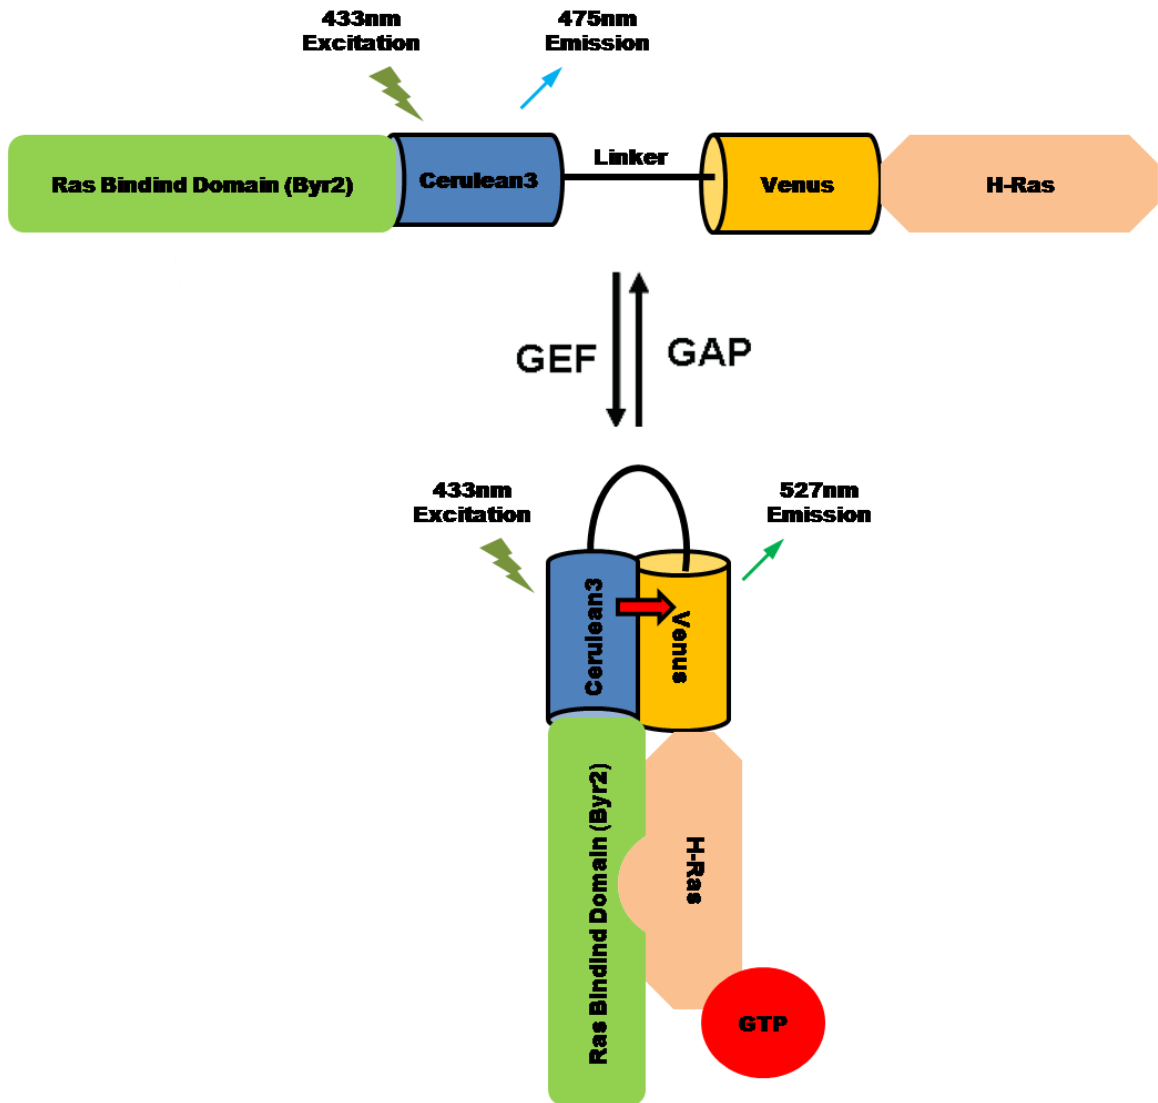 433nm
Excitation
475nm
Emission
Ras Bindind Domain (Byr2)
Cerulean3
Linker
Venus
H-Ras
GEF
GAP
433nm
Excitation
527nm
Emission
Cerulean3
Venus
Ras Bindind Domain (Byr2)
H-Ras
GTP